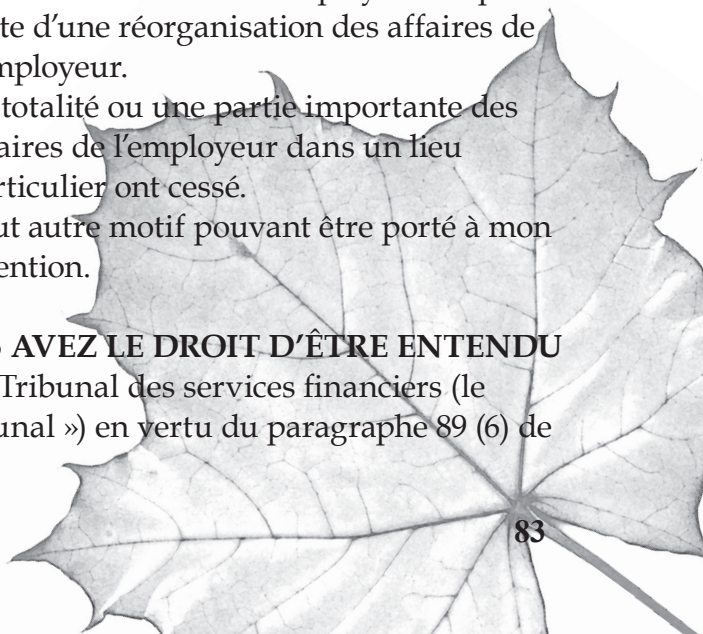 te d'une réorganisation des affaires de
mployeur.
totalité ou une partie importante des
aires de l'employeur dans un lieu
rticulier ont cessé.
ut autre motif pouvant être porté à mon
ention.
AVEZ LE DROIT D'ÊTRE ENTENDU
Tribunal des services financiers (le
unal ») en vertu du paragraphe 89 (6) de
83